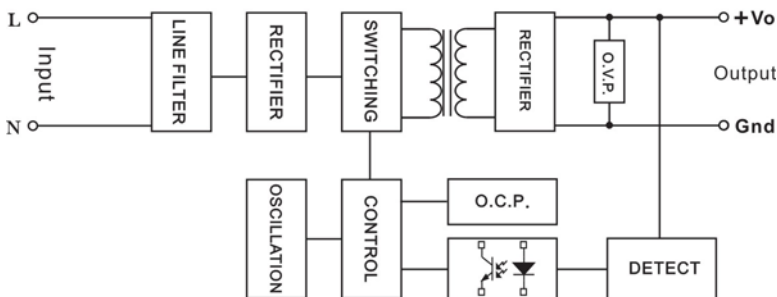 L
+Vo
LINE FILTER
RECTIFIER
SWITCHING
RECTIFIER
O.V.P.
Input
Output
N
Gnd
OSCILLATION
CONTROL
O.C.P.
DETECT